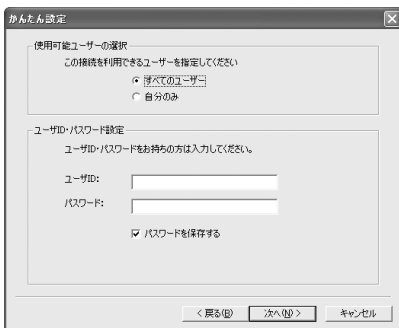 かんたん設定
使用可能ユーザーの選択
この接続を利用できるユーザーを指定してください
すべてのユーザー
自分のみ
ユーザID・パスワード設定
ユーザID・パスワードをお持ちの方は入力してください。
ユーザID:
パスワード:
パスワードを保存する
< 戻る(B)
次へ(N) >
キャンセル